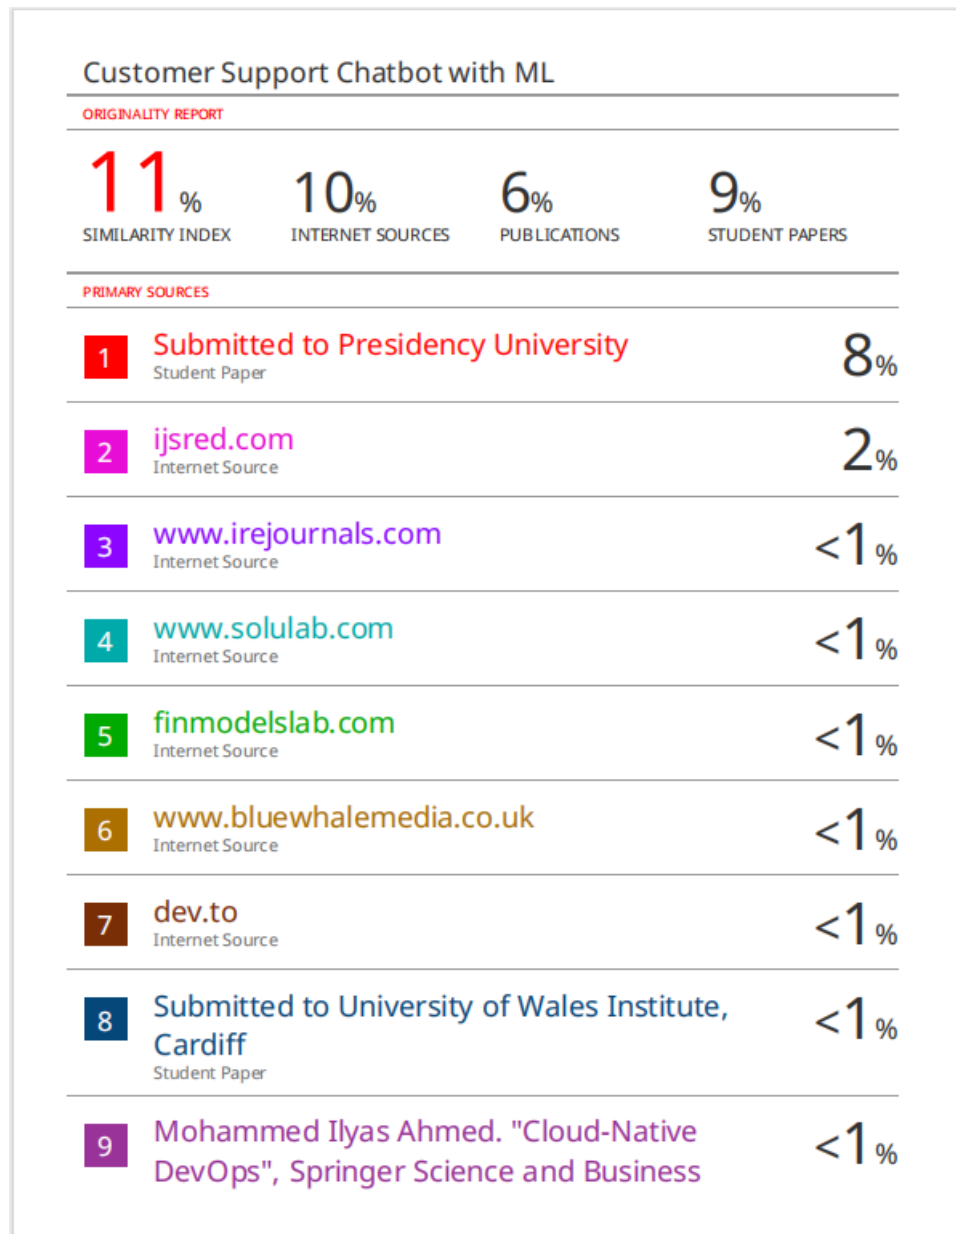 Customer Support Chatbot with ML
ORIGINALITY REPORT
11% 10% 6% 9%
SIMILARITY INDEX INTERNET SOURCES PUBLICATIONS STUDENT PAPERS
PRIMARY SOURCES
1 Submitted to Presidency University 8%
Student Paper
2 ijsred.com 2%
Internet Source
3 www.irejournals.com <1%
Internet Source
4 www.solulab.com <1%
Internet Source
5 finmodelslab.com <1%
Internet Source
6 www.bluewhalemedia.co.uk <1%
Internet Source
7 dev.to <1%
Internet Source
8 Submitted to University of Wales Institute, <1%
Cardiff
Student Paper
9 Mohammed Ilyas Ahmed. "Cloud-Native <1%
DevOps", Springer Science and Business